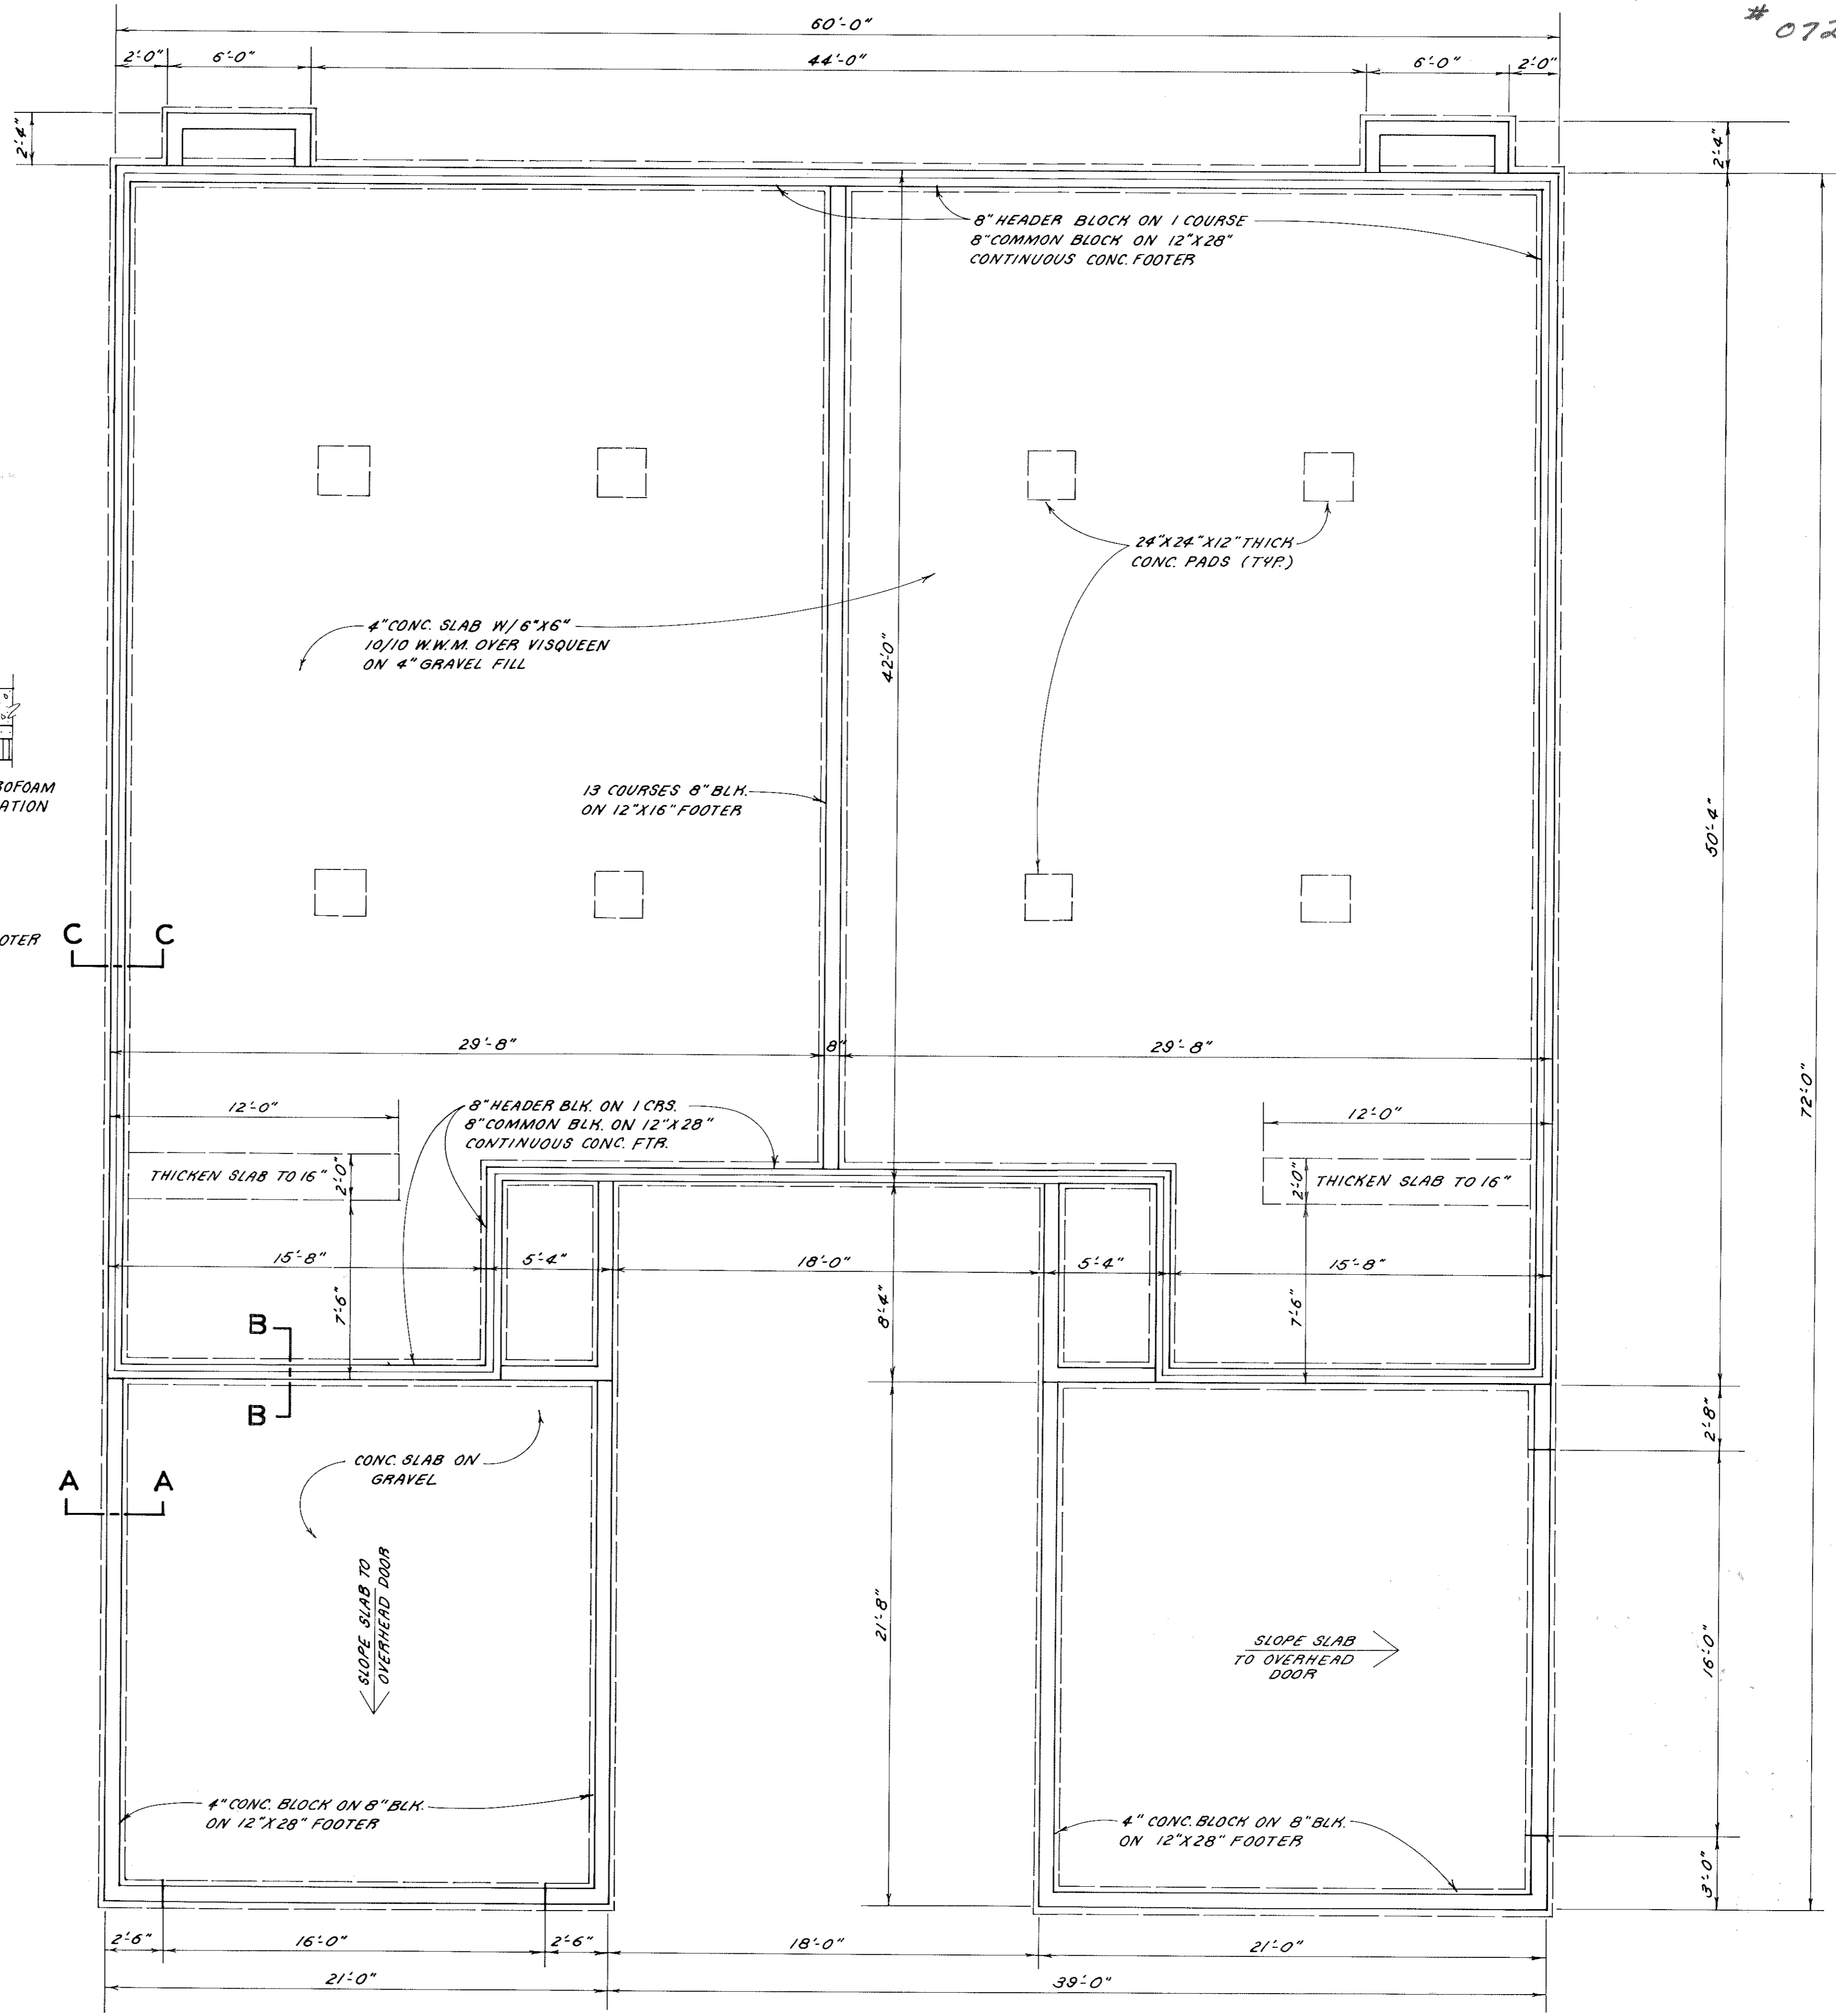 # 072
60'-0"
2'-0" 6'-0" 44'-0" 6'-0" 2'-0"
2'-4"
2'-4"
8" HEADER BLOCK ON 1 COURSE
8" COMMON BLOCK ON 12"X28"
CONTINUOUS CONC. FOOTER
24"X24"X12" THICK
CONC. PADS (TYP.)
4" CONC. SLAB W/ 6"X6"
10/10 W.W.M. OVER VISQUEEN
ON 4" GRAVEL FILL
42'-0"
13 COURSES 8" BLK.
ON 12"X16" FOOTER
50'-4"
72'-0"
C C
29'-8" 8" 29'-8"
12'-0"
8" HEADER BLK. ON 1 CRS.
8" COMMON BLK. ON 12"X28"
CONTINUOUS CONC. FTR.
12'-0"
THICKEN SLAB TO 16" 2'-0"
2'-0" THICKEN SLAB TO 16"
15'-8" 5'-4" 18'-0" 5'-4" 15'-8"
7'-6" 8'-4" 7'-6"
B
B
2'-8"
CONC. SLAB ON
GRAVEL
A A
SLOPE SLAB TO
OVERHEAD DOOR
21'-8"
SLOPE SLAB
TO OVERHEAD
DOOR
16'-0"
4" CONC. BLOCK ON 8" BLK.
ON 12"X28" FOOTER
4" CONC. BLOCK ON 8" BLK.
ON 12"X28" FOOTER
3'-0"
2'-6" 16'-0" 2'-6" 18'-0" 21'-0"
21'-0" 39'-0"